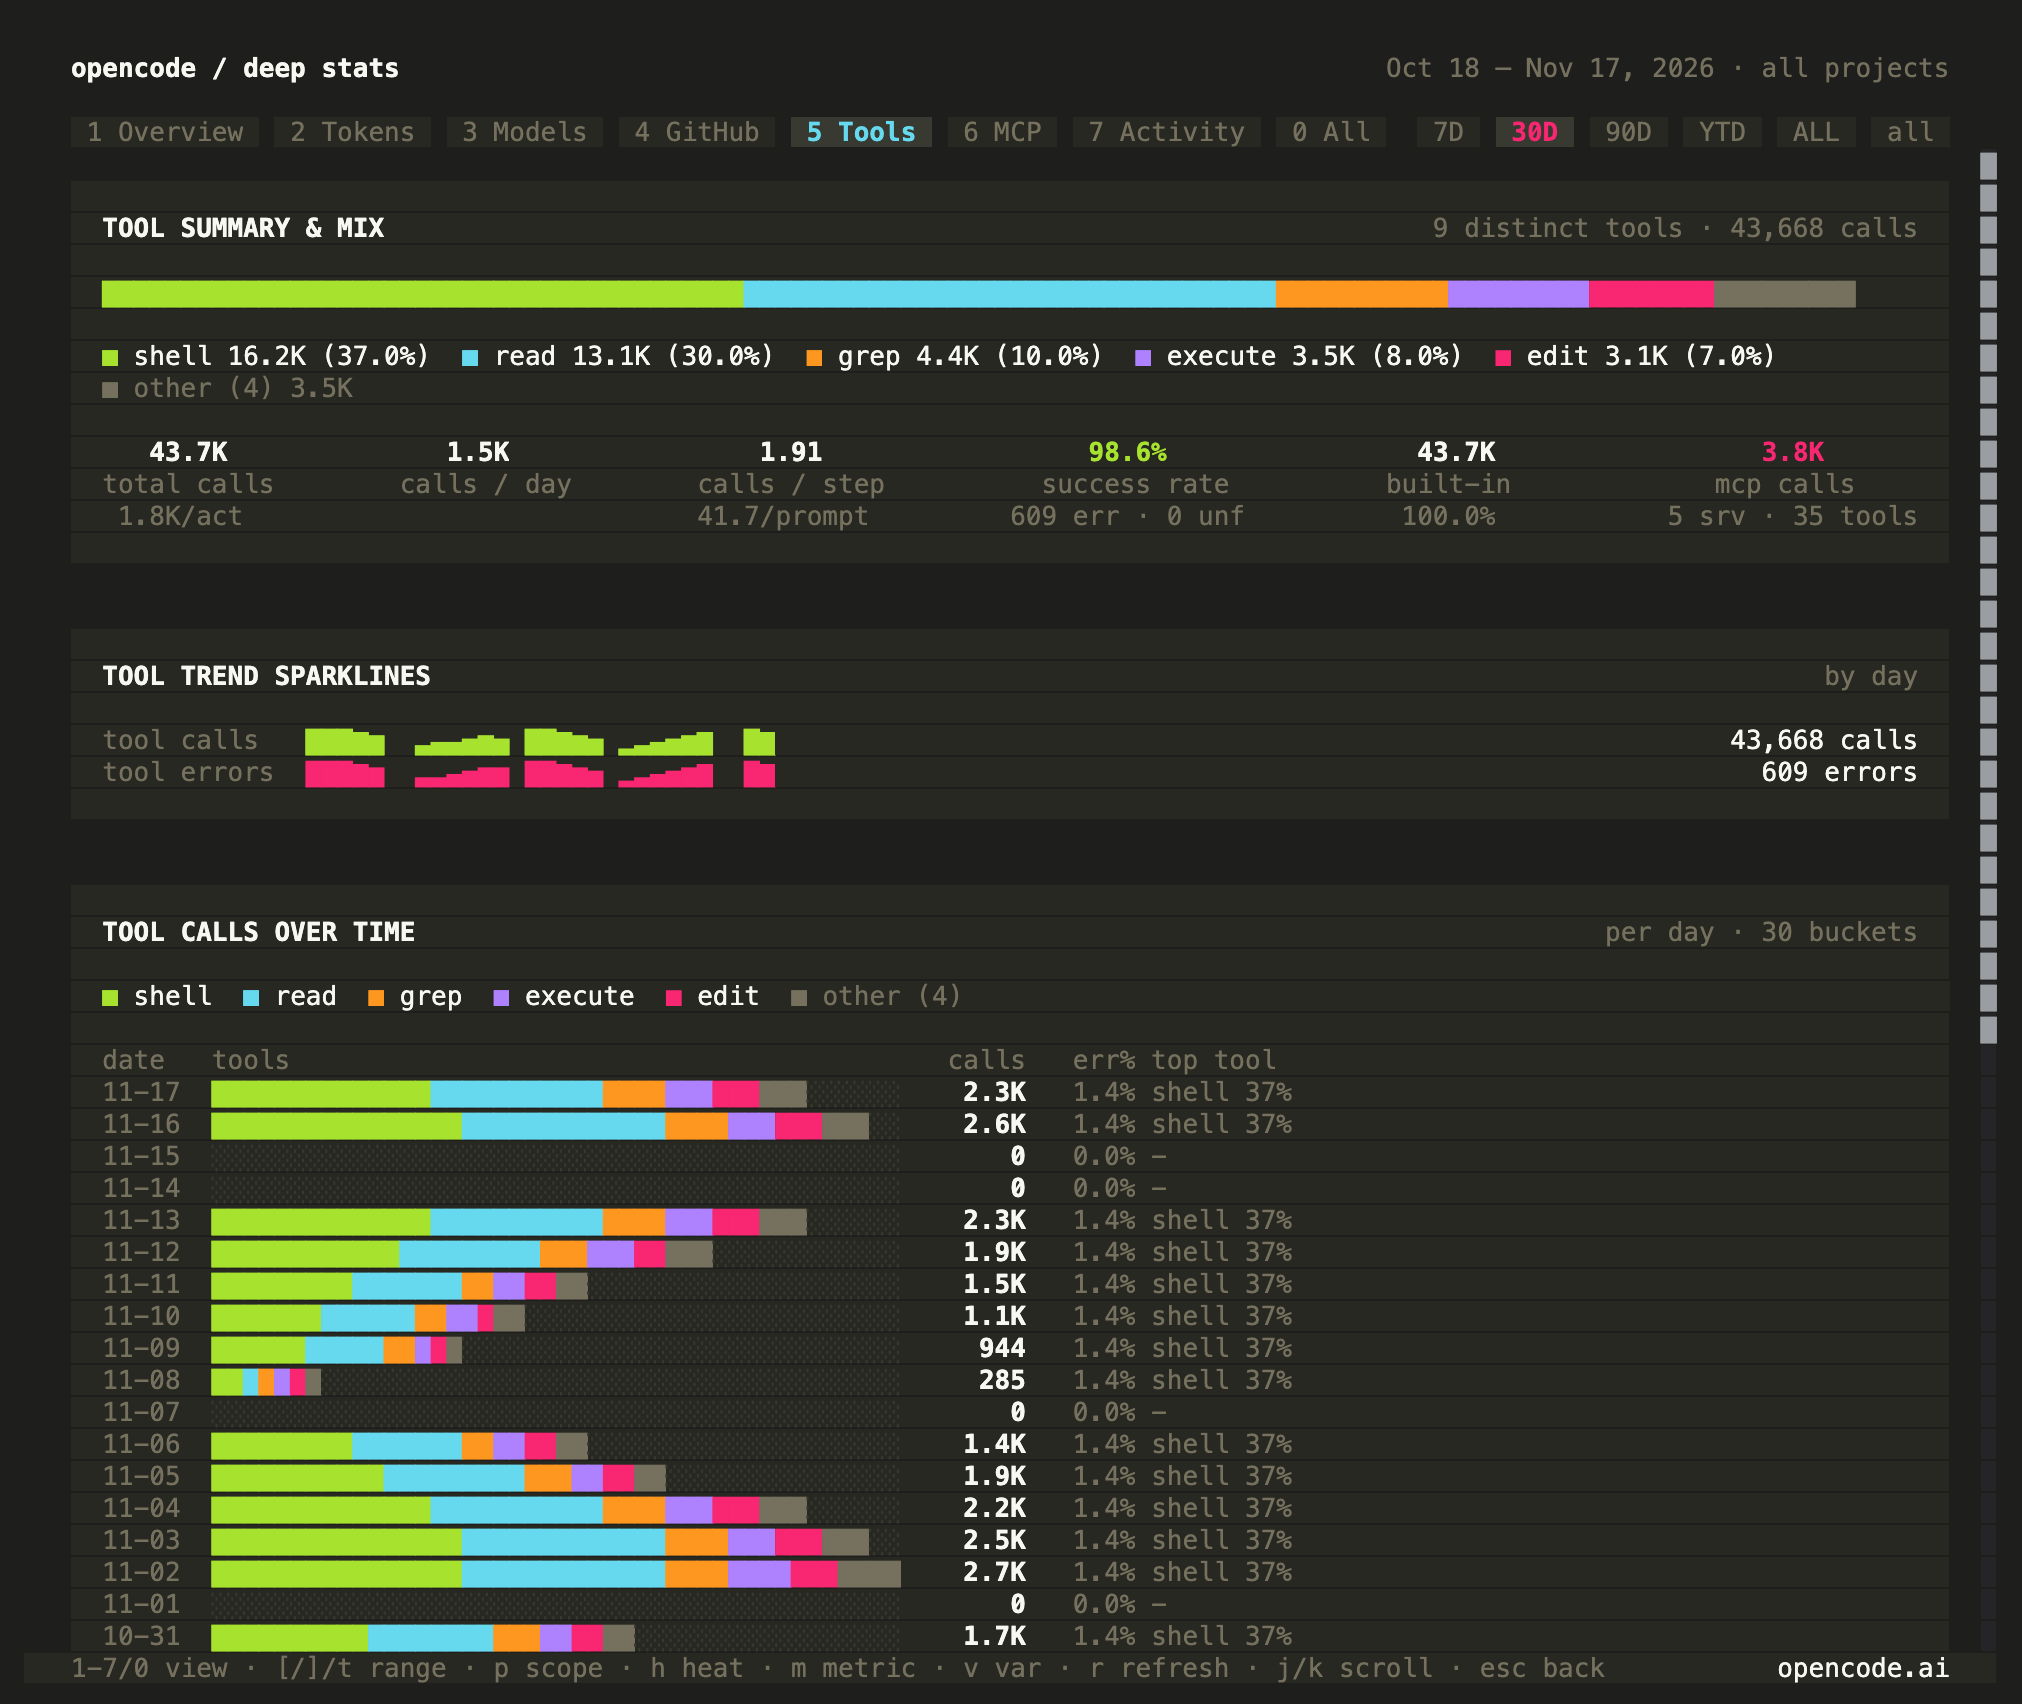 opencode / deep stats Oct 18 — Nov 17, 2026 · all projects
1 Overview 2 Tokens 3 Models 4 GitHub 5 Tools 6 MCP 7 Activity 0 All 7D 30D 90D YTD ALL all
TOOL SUMMARY & MIX 9 distinct tools · 43,668 calls
shell 16.2K (37.0%) read 13.1K (30.0%) grep 4.4K (10.0%) execute 3.5K (8.0%) edit 3.1K (7.0%)
other (4) 3.5K
43.7K 1.5K 1.91 98.6% 43.7K 3.8K
total calls calls / day calls / step success rate built-in mcp calls
1.8K/act 41.7/prompt 609 err · 0 unf 100.0% 5 srv · 35 tools
TOOL TREND SPARKLINES by day
tool calls 43,668 calls
tool errors 609 errors
TOOL CALLS OVER TIME per day · 30 buckets
shell read grep execute edit other (4)
date tools calls err% top tool
11-17 2.3K 1.4% shell 37%
11-16 2.6K 1.4% shell 37%
11-15 0 0.0% —
11-14 0 0.0% —
11-13 2.3K 1.4% shell 37%
11-12 1.9K 1.4% shell 37%
11-11 1.5K 1.4% shell 37%
11-10 1.1K 1.4% shell 37%
11-09 944 1.4% shell 37%
11-08 285 1.4% shell 37%
11-07 0 0.0% —
11-06 1.4K 1.4% shell 37%
11-05 1.9K 1.4% shell 37%
11-04 2.2K 1.4% shell 37%
11-03 2.5K 1.4% shell 37%
11-02 2.7K 1.4% shell 37%
11-01 0 0.0% —
10-31 1.7K 1.4% shell 37%
1-7/0 view · [/]/t range · p scope · h heat · m metric · v var · r refresh · j/k scroll · esc back opencode.ai